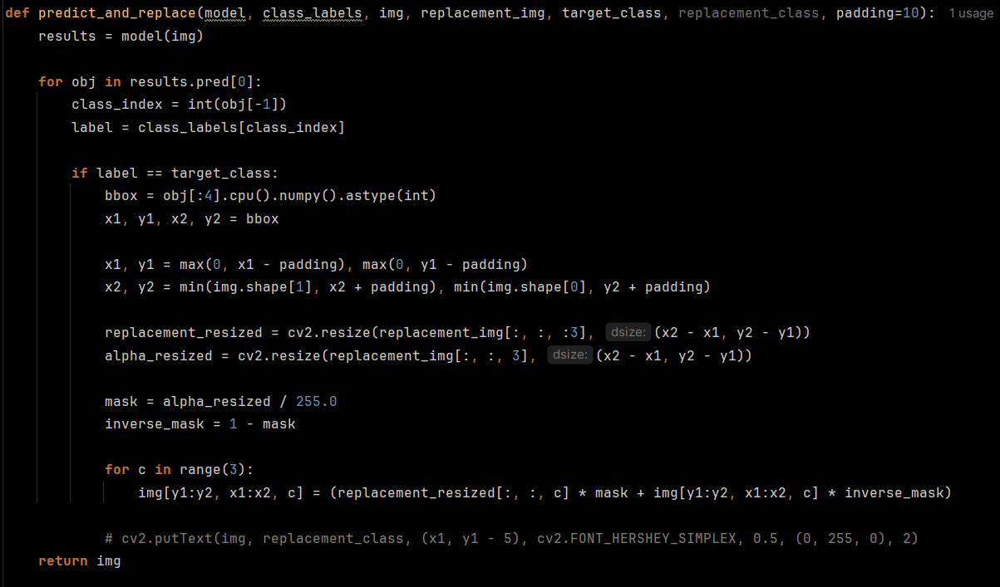 def predict_and_replace(model, class_labels, img, replacement_img, target_class, replacement_class, padding=10): 1 usage
    results = model(img)

    for obj in results.pred[0]:
        class_index = int(obj[-1])
        label = class_labels[class_index]

        if label == target_class:
            bbox = obj[:4].cpu().numpy().astype(int)
            x1, y1, x2, y2 = bbox

            x1, y1 = max(0, x1 - padding), max(0, y1 - padding)
            x2, y2 = min(img.shape[1], x2 + padding), min(img.shape[0], y2 + padding)

            replacement_resized = cv2.resize(replacement_img[:, :, :3], dsize: (x2 - x1, y2 - y1))
            alpha_resized = cv2.resize(replacement_img[:, :, 3], dsize: (x2 - x1, y2 - y1))

            mask = alpha_resized / 255.0
            inverse_mask = 1 - mask

            for c in range(3):
                img[y1:y2, x1:x2, c] = (replacement_resized[:, :, c] * mask + img[y1:y2, x1:x2, c] * inverse_mask)

            # cv2.putText(img, replacement_class, (x1, y1 - 5), cv2.FONT_HERSHEY_SIMPLEX, 0.5, (0, 255, 0), 2)
    return img